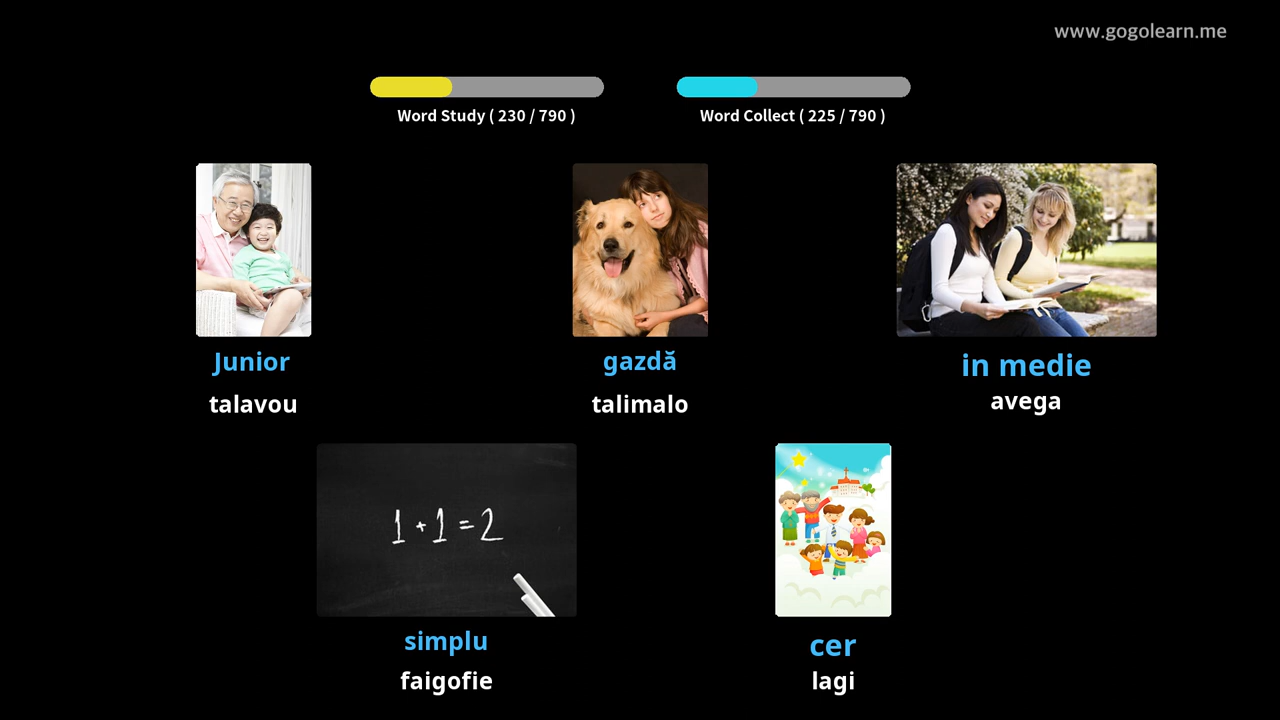 www.gogolearn.me
Word Study ( 230 / 790 )
Word Collect ( 225 / 790 )
Junior
talavou
gazdă
talimalo
in medie
avega
1 + 1 = 2
simplu
faigofie
cer
lagi